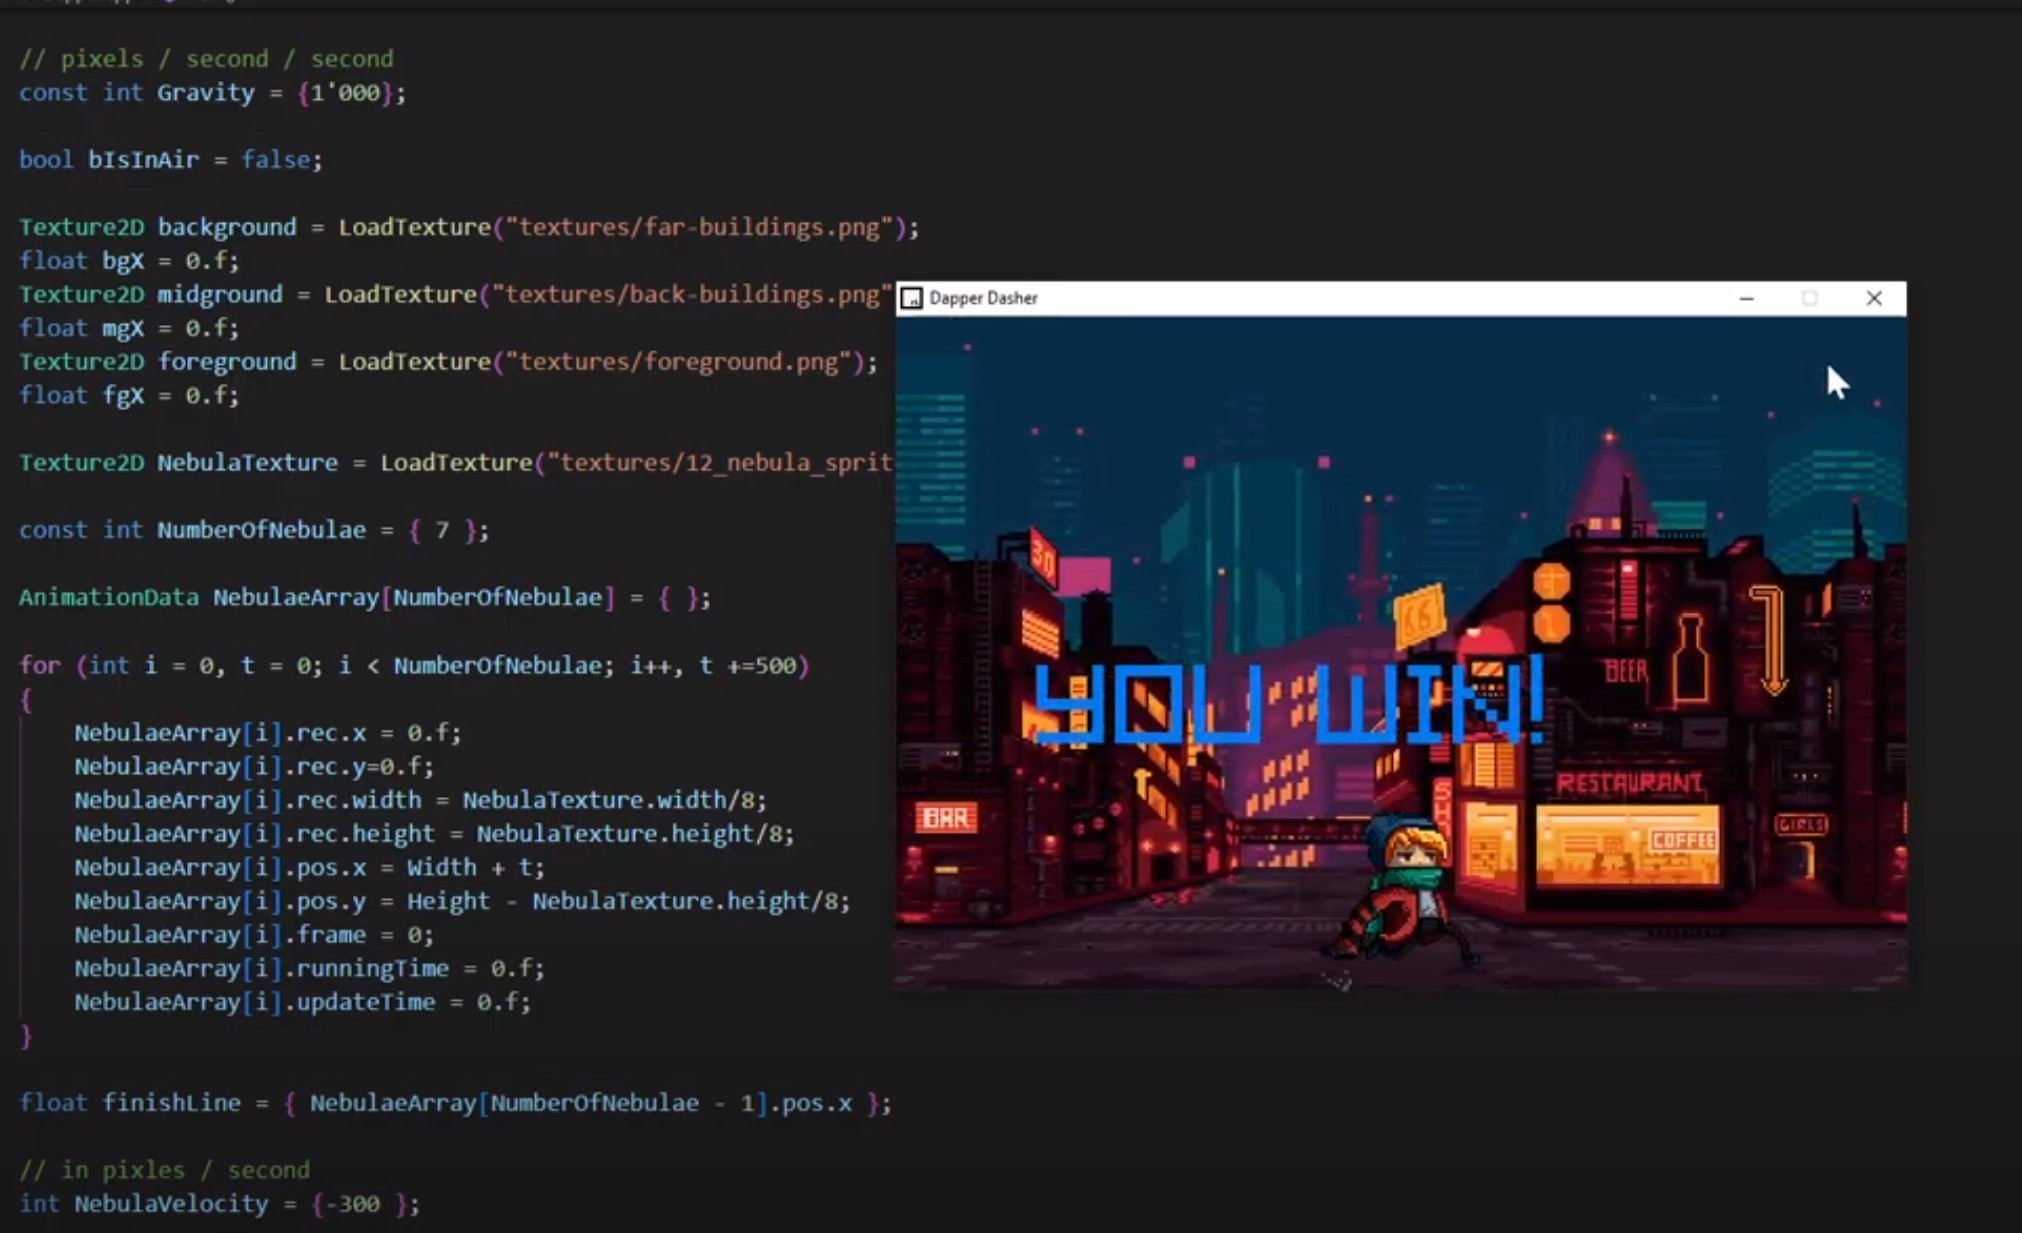 // pixels / second / second
const int Gravity = {1'000};
bool bIsInAir = false;
Texture2D background = LoadTexture("textures/far-buildings.png");
float bgX = 0.f;
Texture2D midground = LoadTexture("textures/back-buildings.png"
float mgX = 0.f;
Texture2D foreground = LoadTexture("textures/foreground.png");
float fgX = 0.f;
Texture2D NebulaTexture = LoadTexture("textures/12_nebula_sprit
const int NumberOfNebulae = { 7 };
AnimationData NebulaeArray[NumberOfNebulae] = { };
for (int i = 0, t = 0; i < NumberOfNebulae; i++, t +=500)
{
NebulaeArray[i].rec.x = 0.f;
NebulaeArray[i].rec.y=0.f;
NebulaeArray[i].rec.width = NebulaTexture.width/8;
NebulaeArray[i].rec.height = NebulaTexture.height/8;
NebulaeArray[i].pos.x = Width + t;
NebulaeArray[i].pos.y = Height - NebulaTexture.height/8;
NebulaeArray[i].frame = 0;
NebulaeArray[i].runningTime = 0.f;
NebulaeArray[i].updateTime = 0.f;
}
float finishLine = { NebulaeArray[NumberOfNebulae - 1].pos.x };
// in pixles / second
int NebulaVelocity = {-300 };
Dapper Dasher
BEER
YOU WIN!
RESTAURANT
BAR
COFFEE
GIRLS